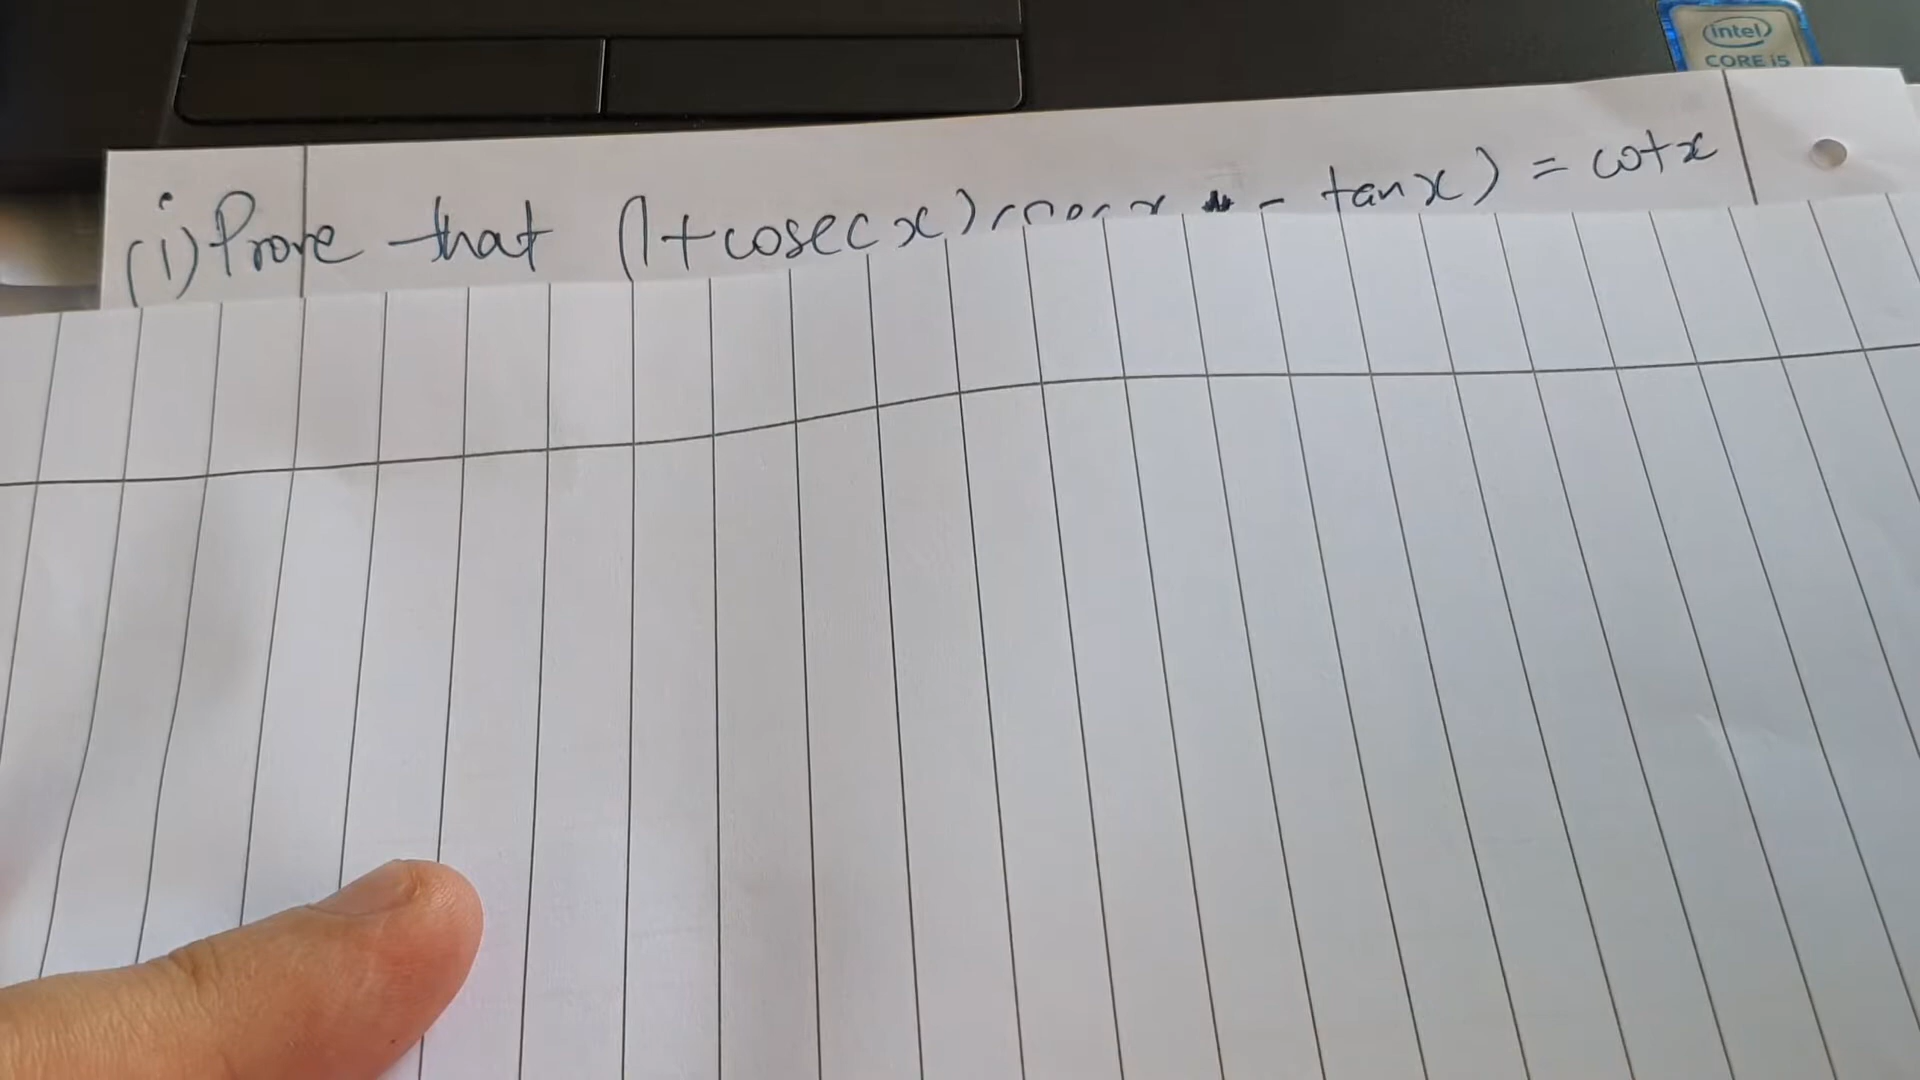 intel
CORE i5
(i) Prove that (1+cosec x)( - tan x) = cot x